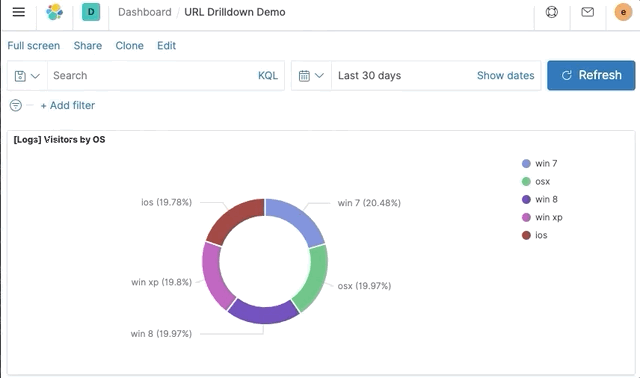 D Dashboard / URL Drilldown Demo e
Full screen Share Clone Edit
Search KQL Last 30 days Show dates Refresh
+ Add filter
[Logs] Visitors by OS
win 7
osx
win 8
win xp
ios
ios (19.78%)
win 7 (20.48%)
win xp (19.8%)
osx (19.97%)
win 8 (19.97%)